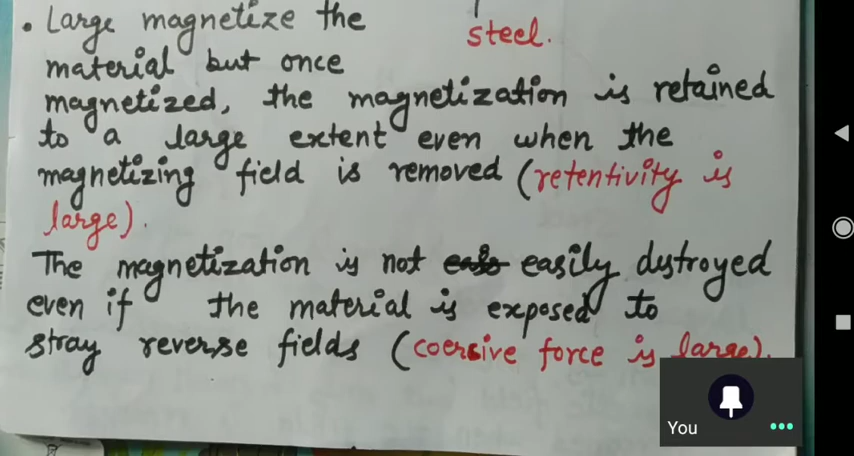 • Large magnetize the
steel.
material but once
magnetized, the magnetization is retained
to a large extent even when the
magnetizing field is removed (retentivity is
large).
The magnetization is not easily dystroyed
even if the material is exposed to
stray reverse fields (coercive force is large).
You